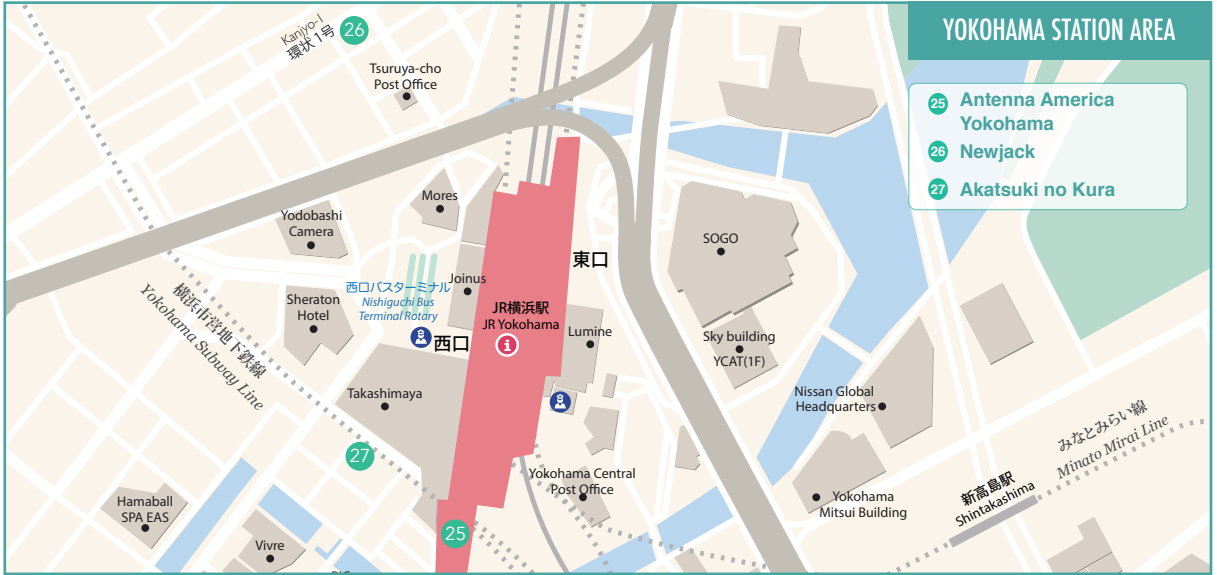 YOKOHAMA STATION AREA
25 Antenna America
Yokohama
26 Newjack
27 Akatsuki no Kura
Kanjyo-I
環状1号
26
Tsuruya-cho
Post Office
Mores
Yodobashi
Camera
SOGO
東口
西口バスターミナル
Nishiguchi Bus
Terminal Rotary
Joinus
Sheraton
Hotel
JR横浜駅
JR Yokohama
i
西口
Lumine
Sky building
YCAT(1F)
横浜市営地下鉄線
Yokohama Subway Line
Takashimaya
Nissan Global
Headquarters
みなとみらい線
Minato Mirai Line
27
Yokohama Central
Post Office
新高島駅
Shintakashima
Hamaball
SPA EAS
Yokohama
Mitsui Building
25
Vivre